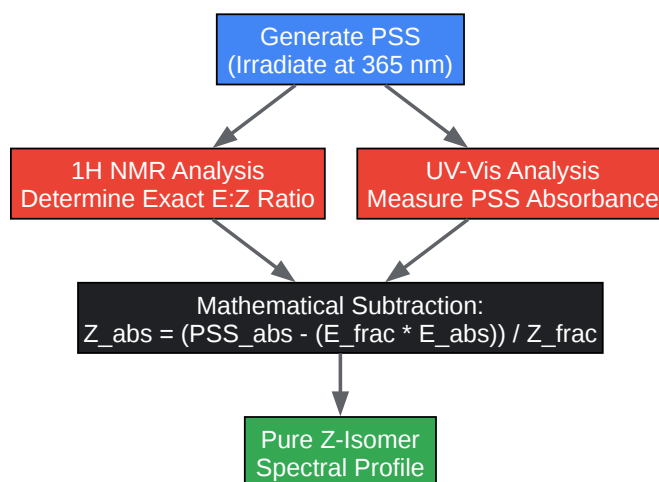 Generate PSS
(Irradiate at 365 nm)
1H NMR Analysis
Determine Exact E:Z Ratio
UV-Vis Analysis
Measure PSS Absorbance
Mathematical Subtraction:
Z_abs = (PSS_abs - (E_frac * E_abs)) / Z_frac
Pure Z-Isomer
Spectral Profile